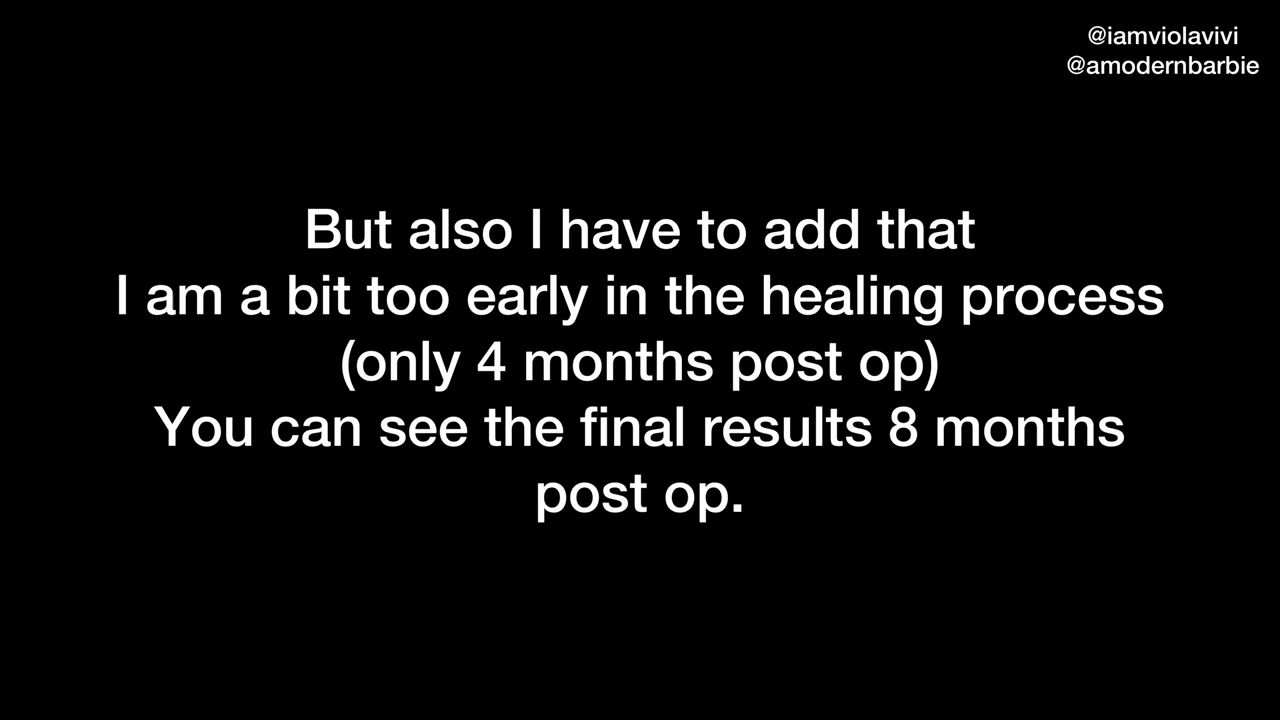 @iamviolavivi
@amodernbarbie
But also I have to add that
I am a bit too early in the healing process
(only 4 months post op)
You can see the final results 8 months
post op.